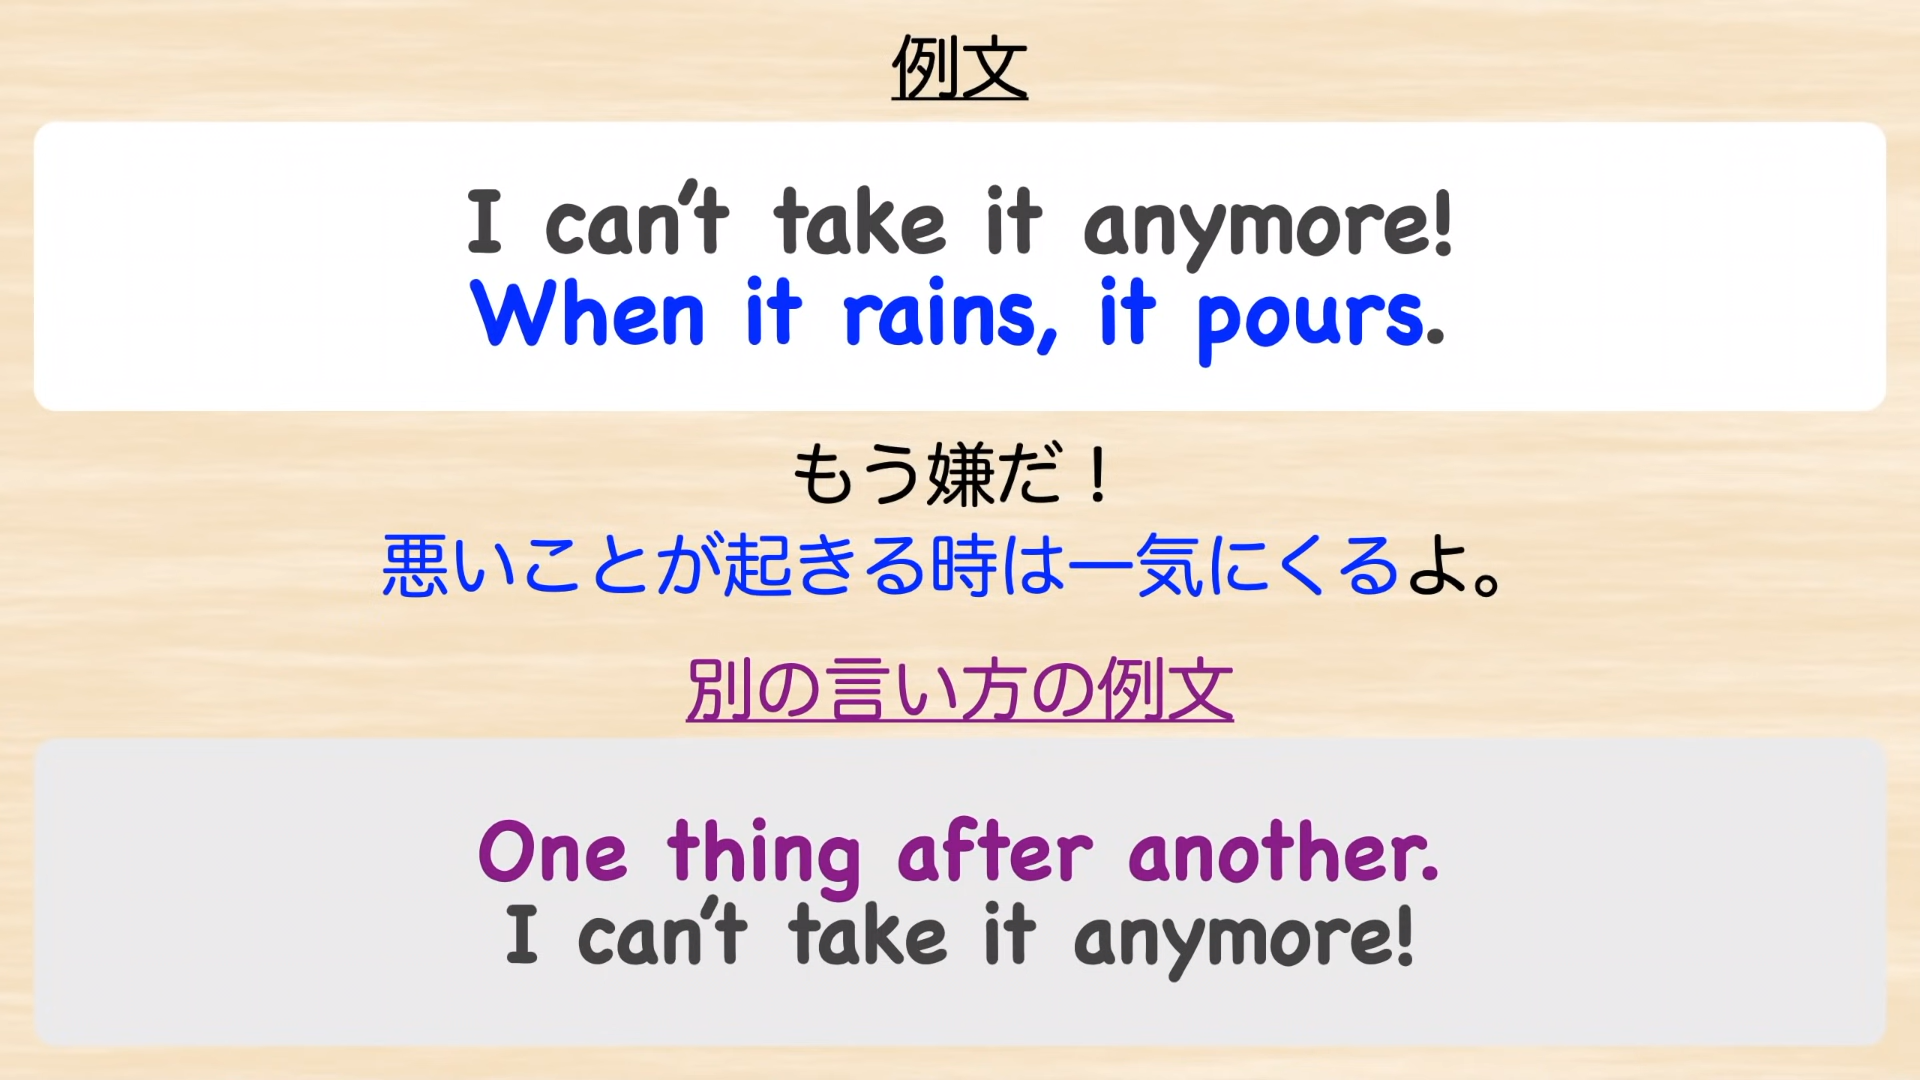 例文
I can't take it anymore!
When it rains, it pours.
もう嫌だ！
悪いことが起きる時は一気にくるよ。
別の言い方の例文
One thing after another.
I can't take it anymore!